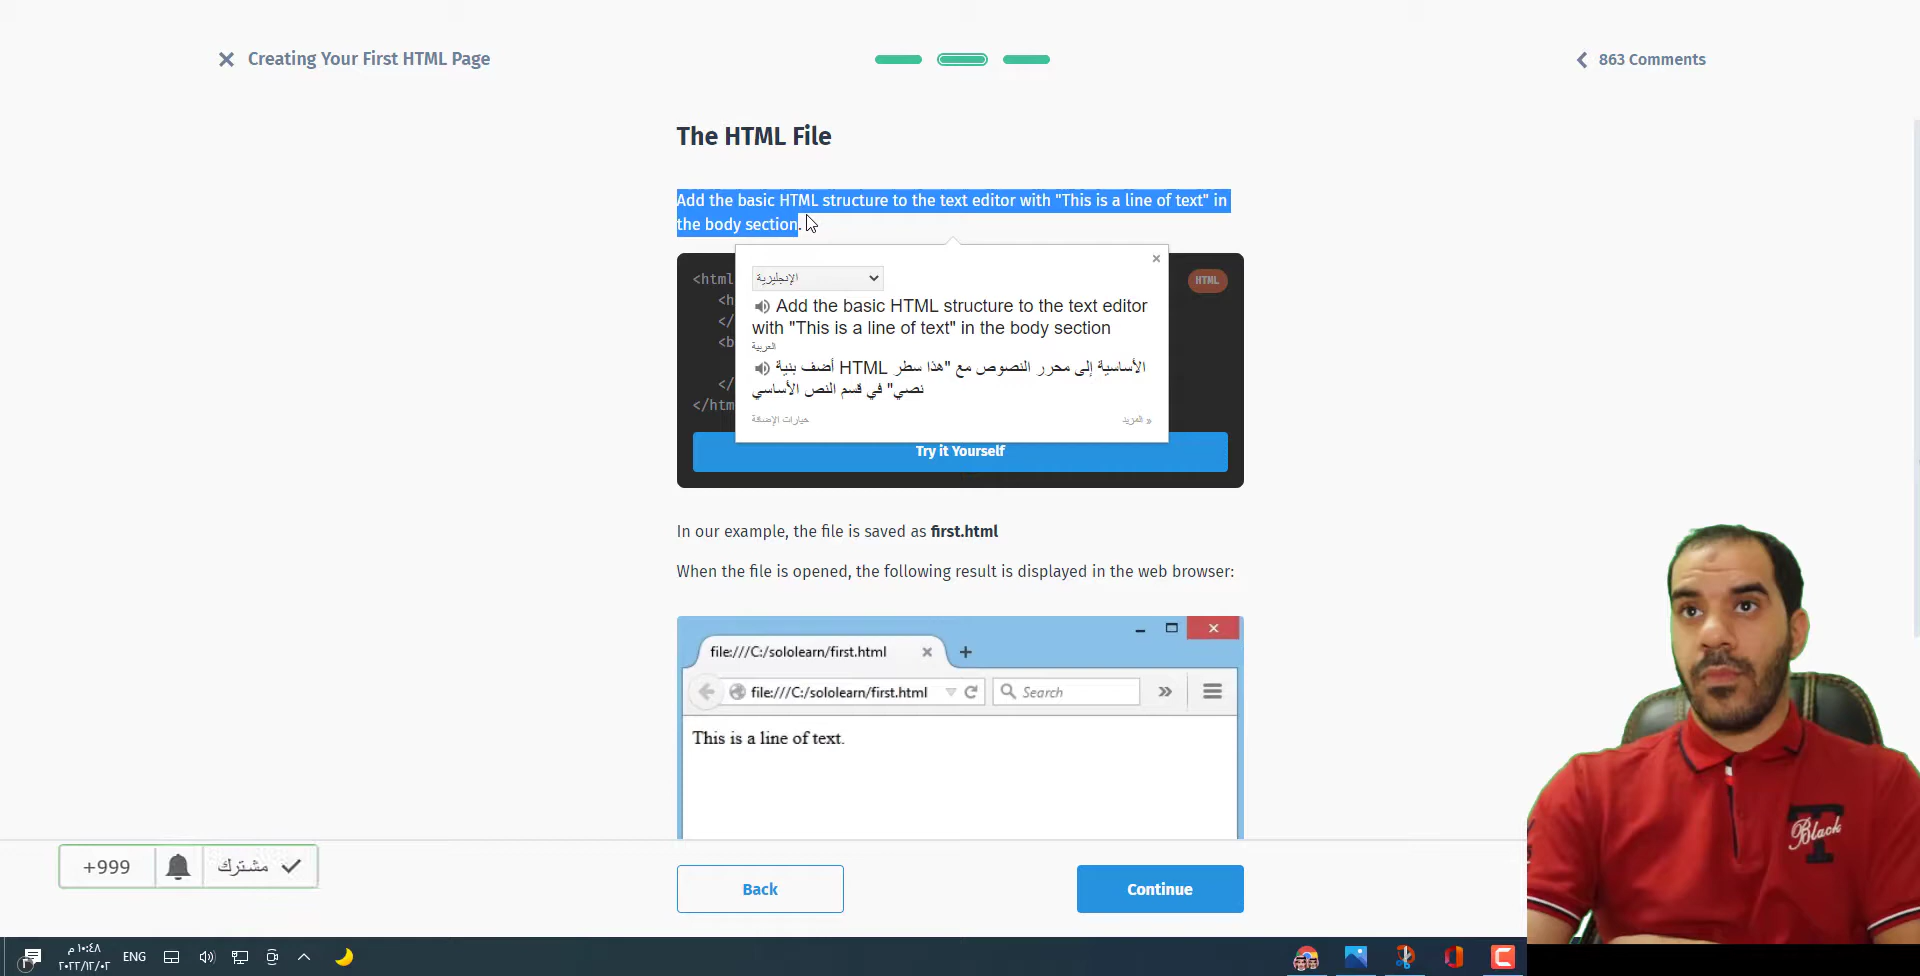 Creating Your First HTML Page
863 Comments
The HTML File
Add the basic HTML structure to the text editor with "This is a line of text" in
the body section.
<html
<h
</
<b
</
</htm
HTML
الإنجليزية
Add the basic HTML structure to the text editor
with "This is a line of text" in the body section
العربية
الأساسية إلى محرر النصوص مع "هذا سطر HTML أضف بنية
نصي" في قسم النص الأساسي
خيارات الإضافة
المزيد »
Try it Yourself
In our example, the file is saved as first.html
When the file is opened, the following result is displayed in the web browser:
file:///C:/sololearn/first.html
file:///C:/sololearn/first.html
Search
This is a line of text.
+999
مشترك
Back
Continue
Black
T
١٠:٤٨ م
٢٠٢٢/١٢/٠٢
ENG